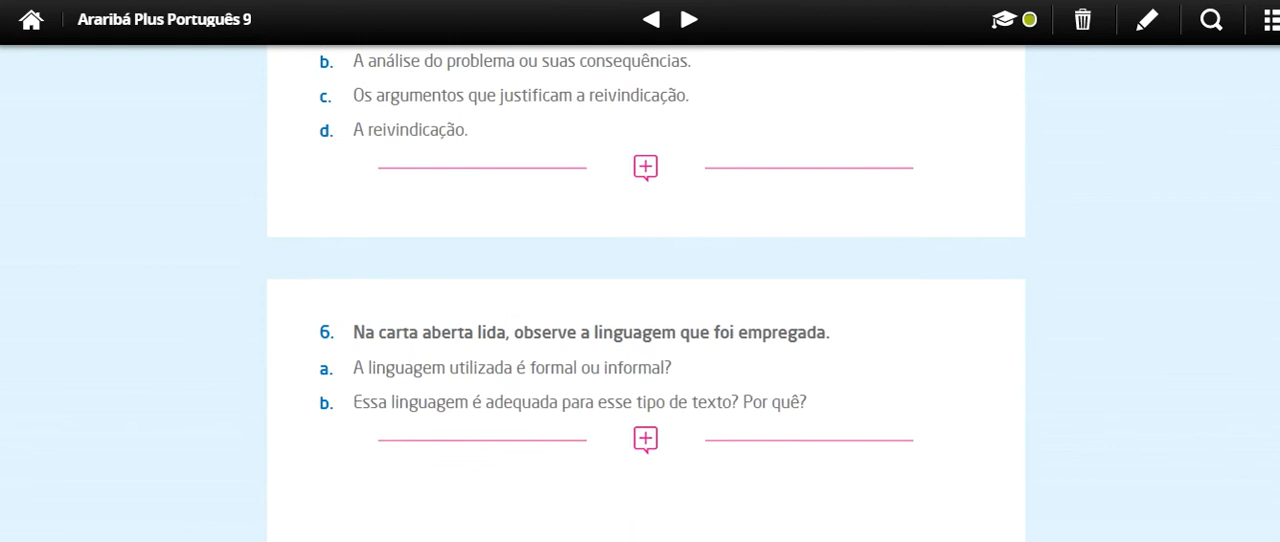 Araribá Plus Português 9
b. A análise do problema ou suas consequências.
c. Os argumentos que justificam a reivindicação.
d. A reivindicação.
6. Na carta aberta lida, observe a linguagem que foi empregada.
a. A linguagem utilizada é formal ou informal?
b. Essa linguagem é adequada para esse tipo de texto? Por quê?